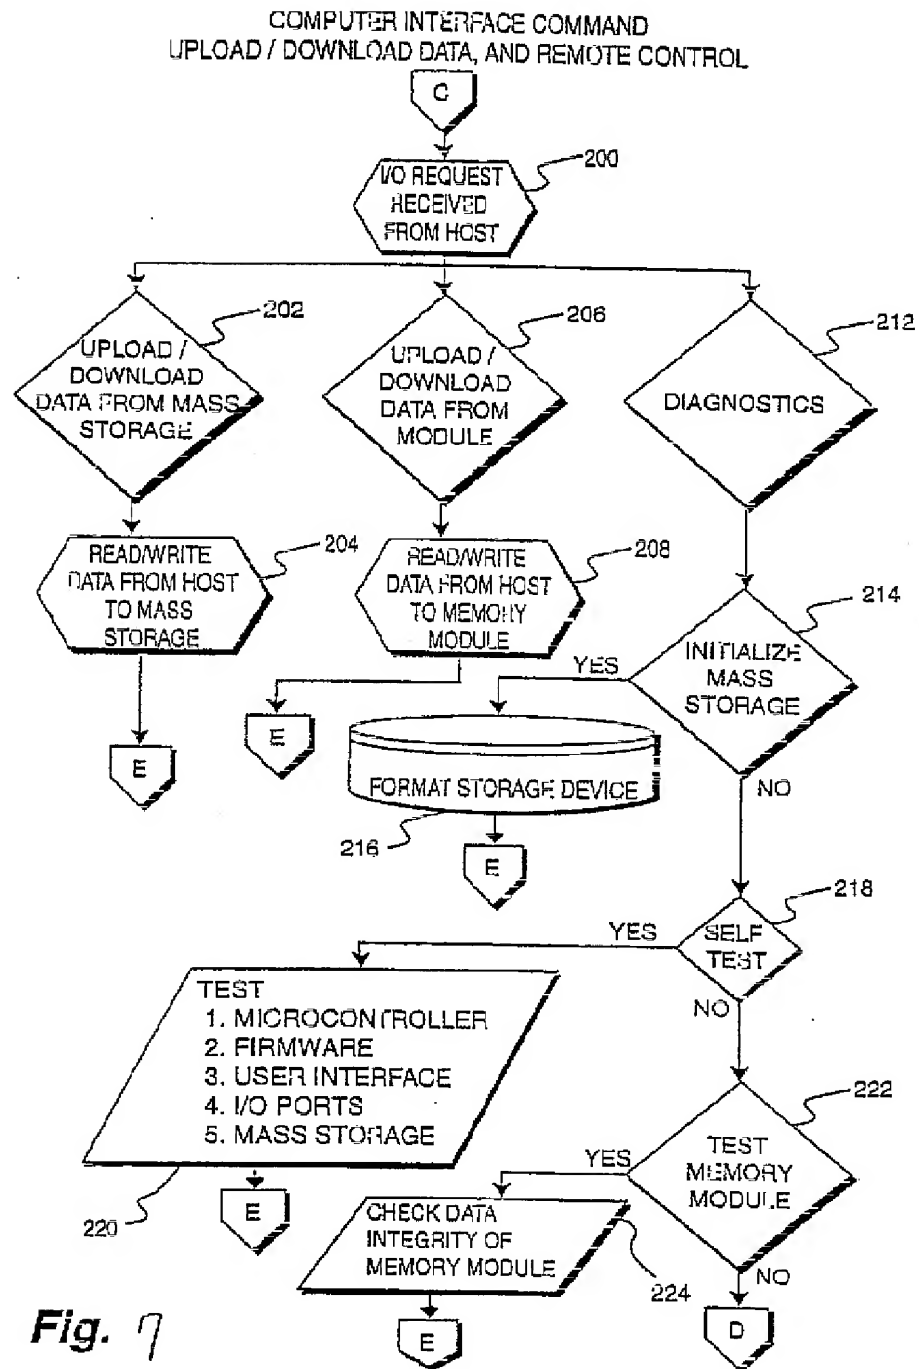 COMPUTER INTERFACE COMMAND
UPLOAD / DOWNLOAD DATA, AND REMOTE CONTROL
C
200
I/O REQUEST
RECEIVED
FROM HOST
202
UPLOAD /
DOWNLOAD
DATA FROM MASS
STORAGE
206
UPLOAD /
DOWNLOAD
DATA FROM
MODULE
212
DIAGNOSTICS
204
READ/WRITE
DATA FROM HOST
TO MASS
STORAGE
208
READ/WRITE
DATA FROM HOST
TO MEMORY
MODULE
214
INITIALIZE
MASS
STORAGE
YES
E
E
FORMAT STORAGE DEVICE
NO
216
E
218
SELF
TEST
YES
NO
TEST
1. MICROCONTROLLER
2. FIRMWARE
3. USER INTERFACE
4. I/O PORTS
5. MASS STORAGE
220
E
222
TEST
MEMORY
MODULE
YES
CHECK DATA
INTEGRITY OF
MEMORY MODULE
224
NO
E
D
Fig. 7